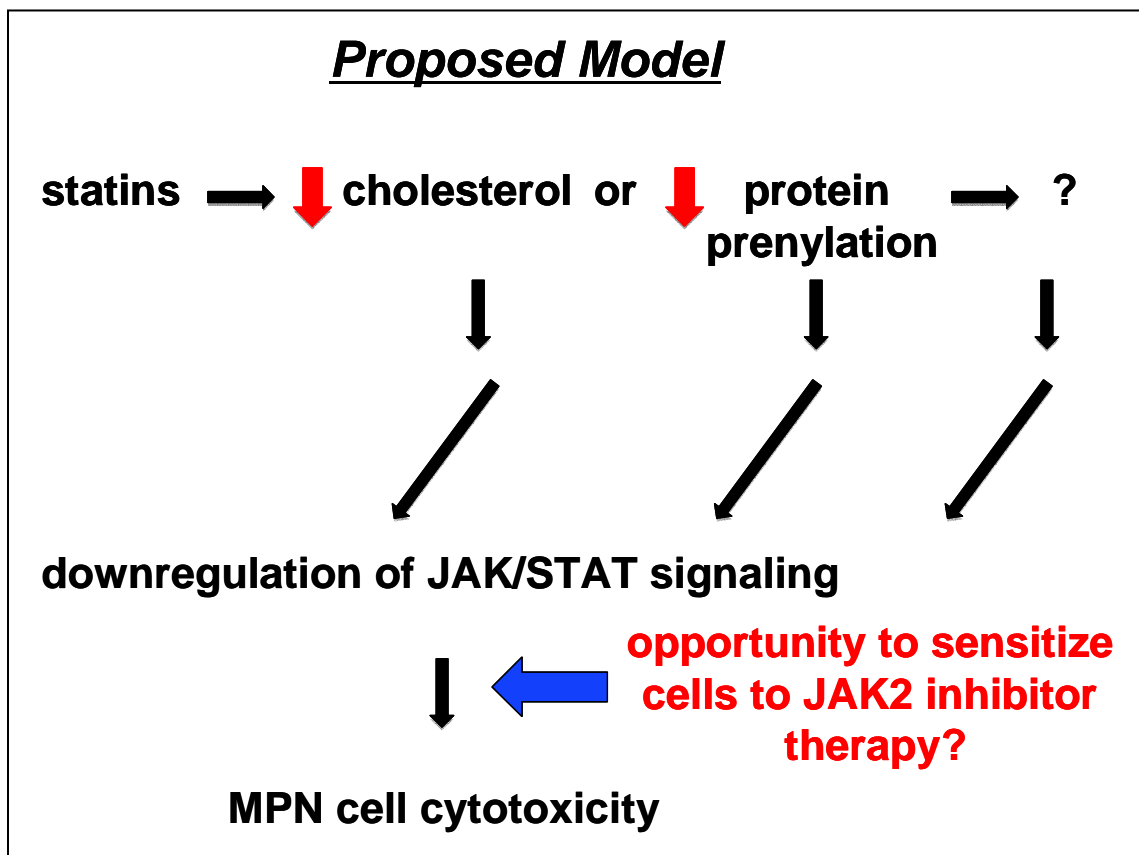 Proposed Model
statins cholesterol or protein ?
prenylation
downregulation of JAK/STAT signaling
opportunity to sensitize
cells to JAK2 inhibitor
therapy?
MPN cell cytotoxicity